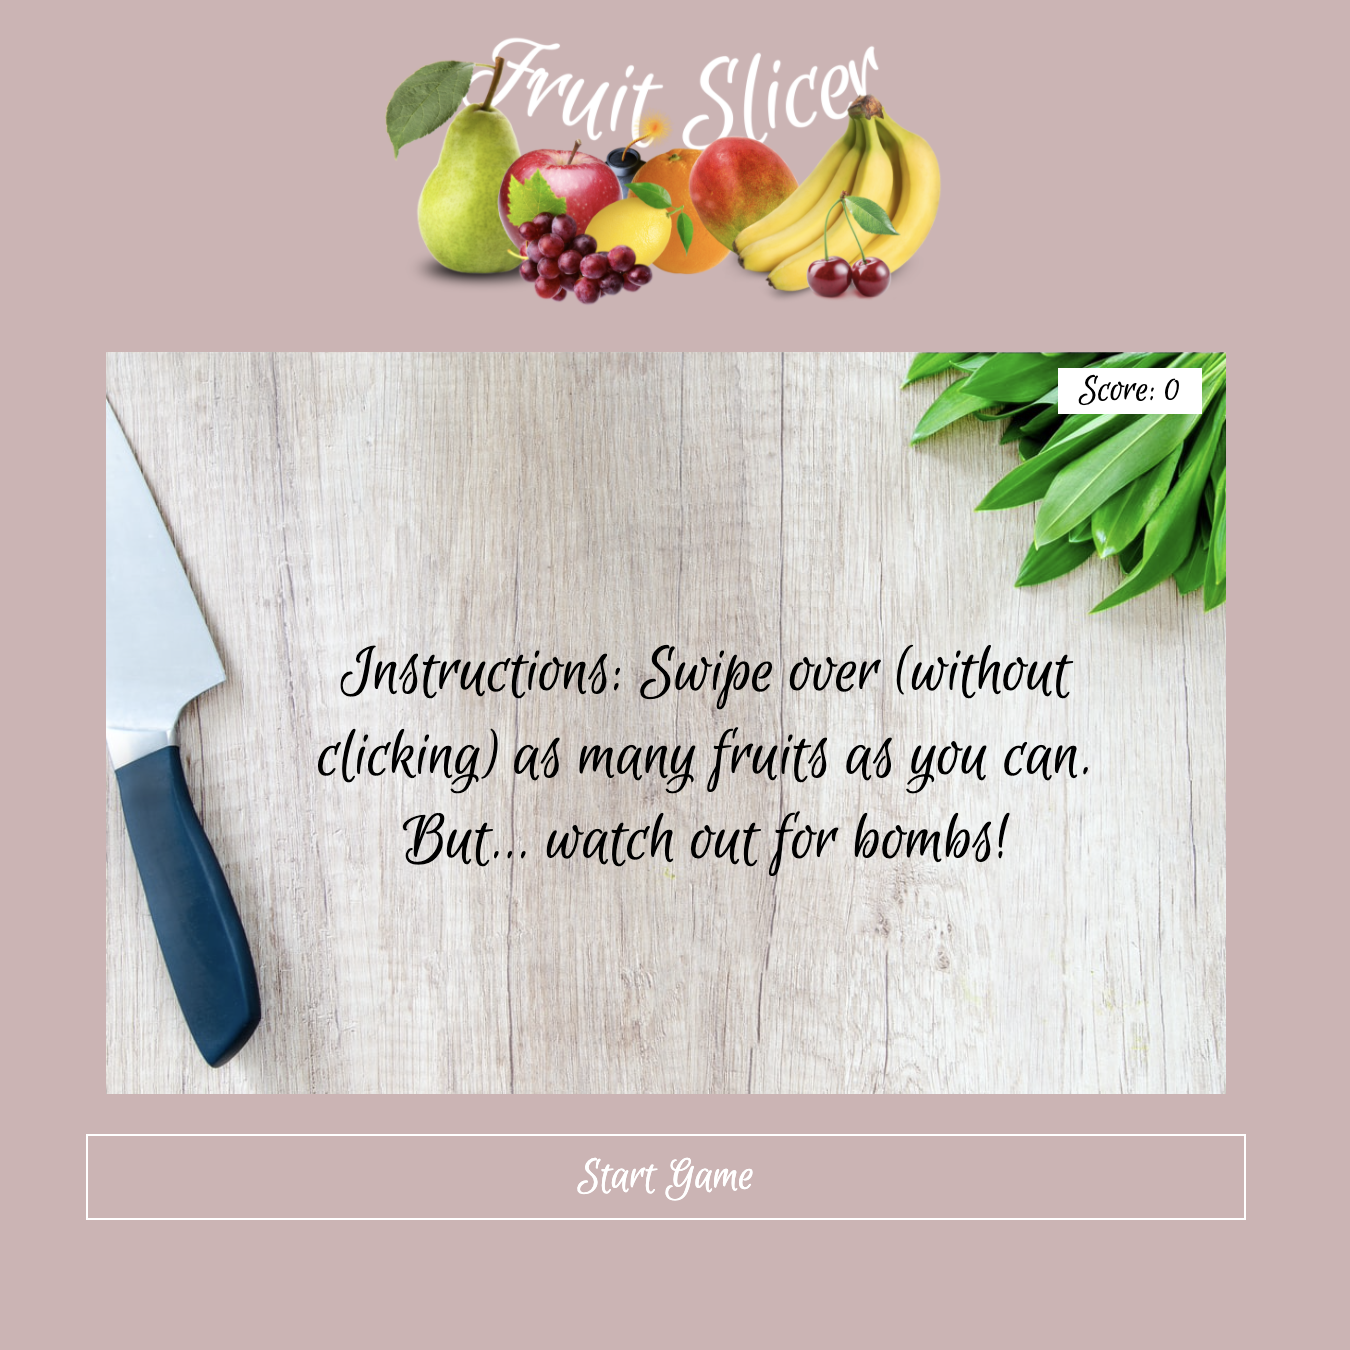 Fruit Slicer
Score: 0
Instructions: Swipe over (without
clicking) as many fruits as you can.
But... watch out for bombs!
Start Game